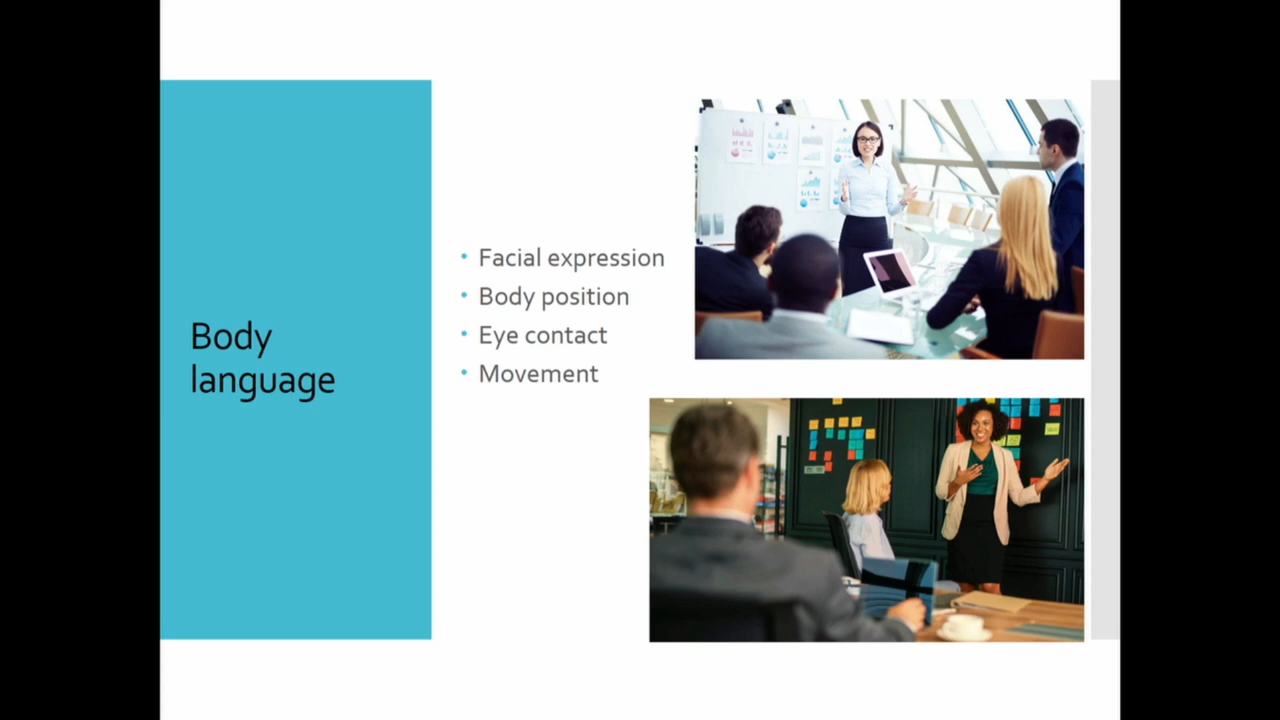 Body
language
• Facial expression
• Body position
• Eye contact
• Movement